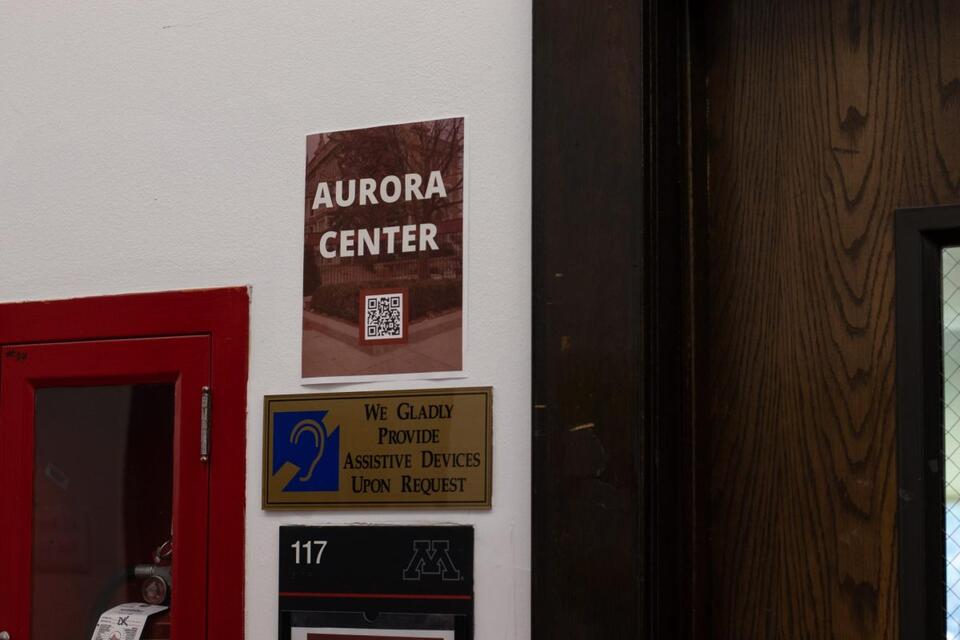 AURORA
CENTER
We Gladly
Provide
Assistive Devices
Upon Request
117
M